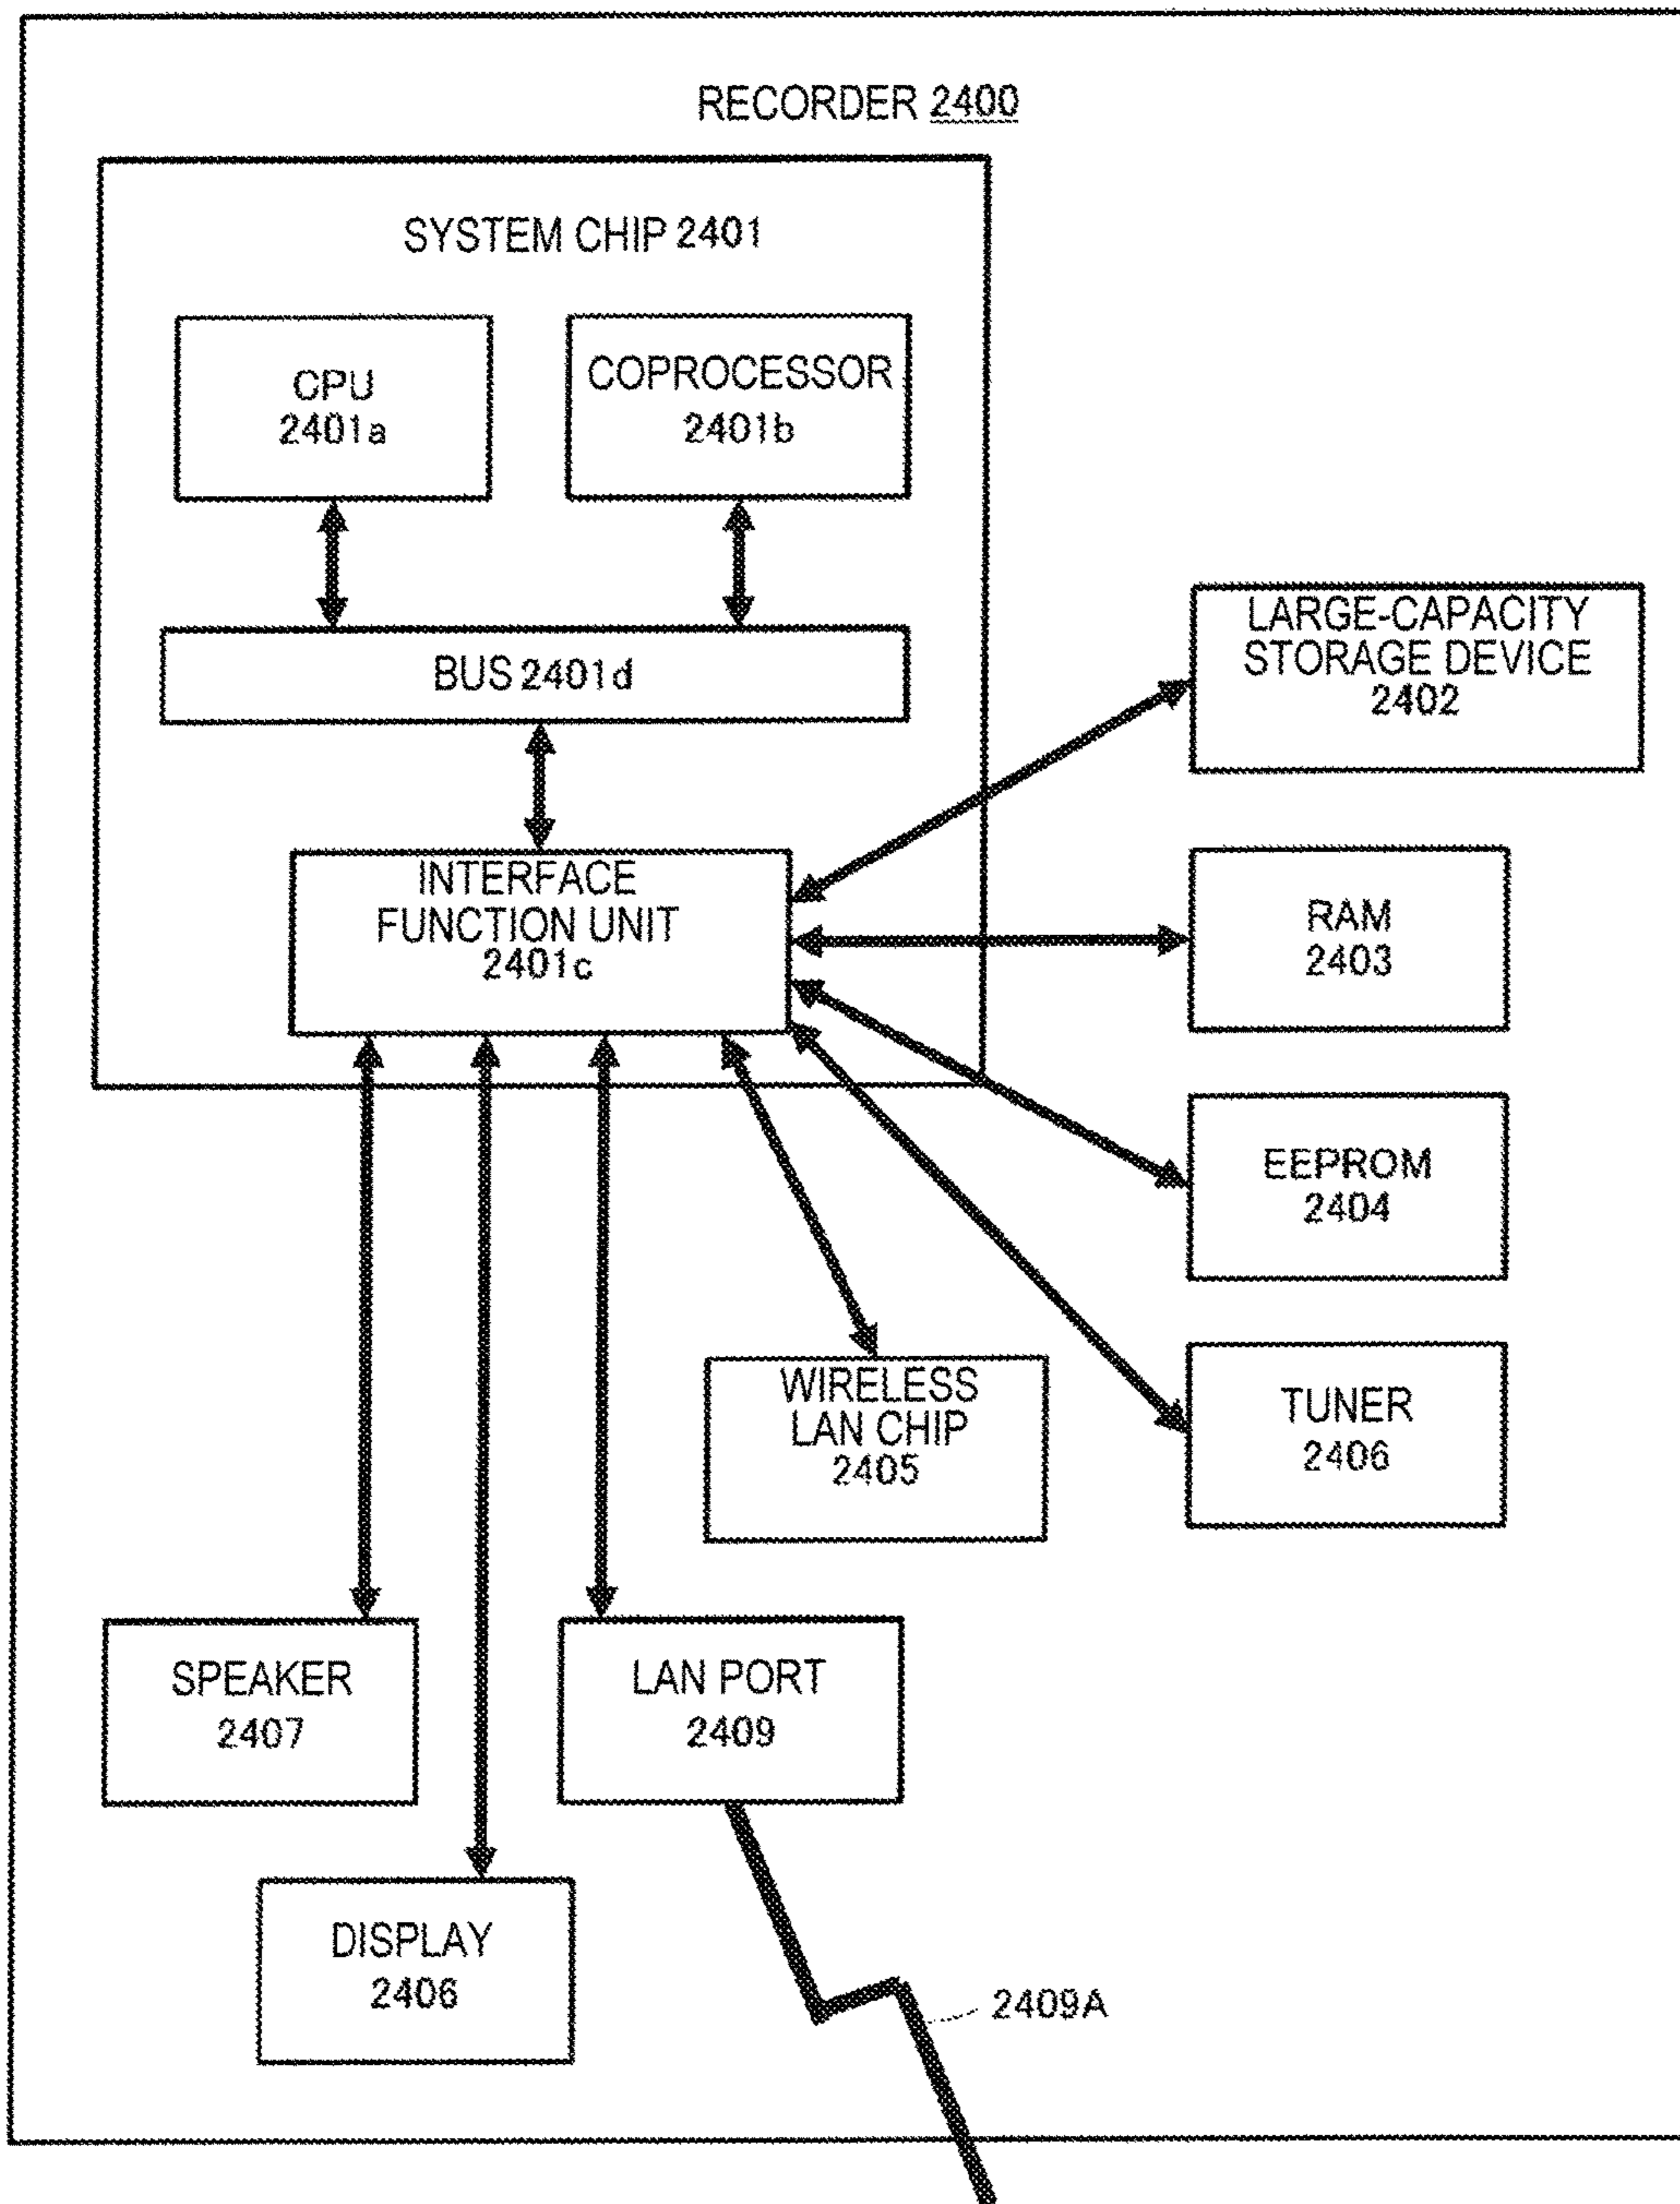 RECORDER 2400
SYSTEM CHIP 2401
CPU
2401a
COPROCESSOR
2401b
BUS 2401d
INTERFACE
FUNCTION UNIT
2401c
LARGE-CAPACITY
STORAGE DEVICE
2402
RAM
2403
EEPROM
2404
TUNER
2406
WIRELESS
LAN CHIP
2405
SPEAKER
2407
LAN PORT
2409
DISPLAY
2406
2409A